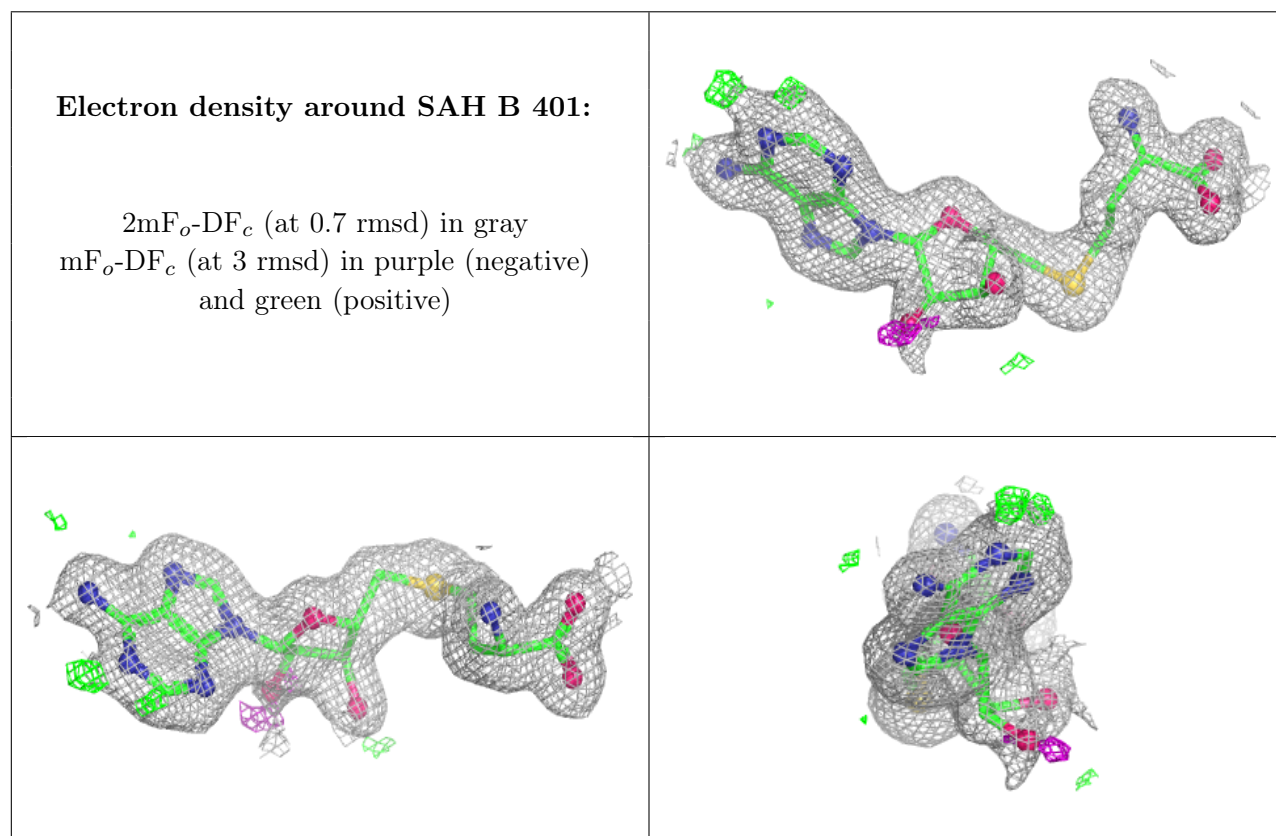 Electron density around SAH B 401:
2mFo-DFc (at 0.7 rmsd) in gray
mFo-DFc (at 3 rmsd) in purple (negative)
and green (positive)